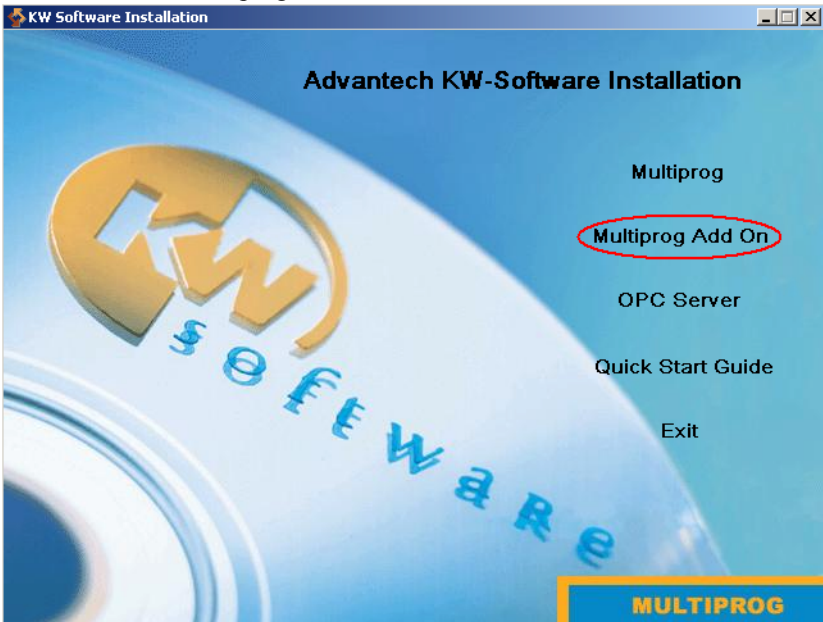 KW Software Installation
Advantech KW-Software Installation
Multiprog
Multiprog Add On
OPC Server
Quick Start Guide
Exit
KW
software
MULTIPROG